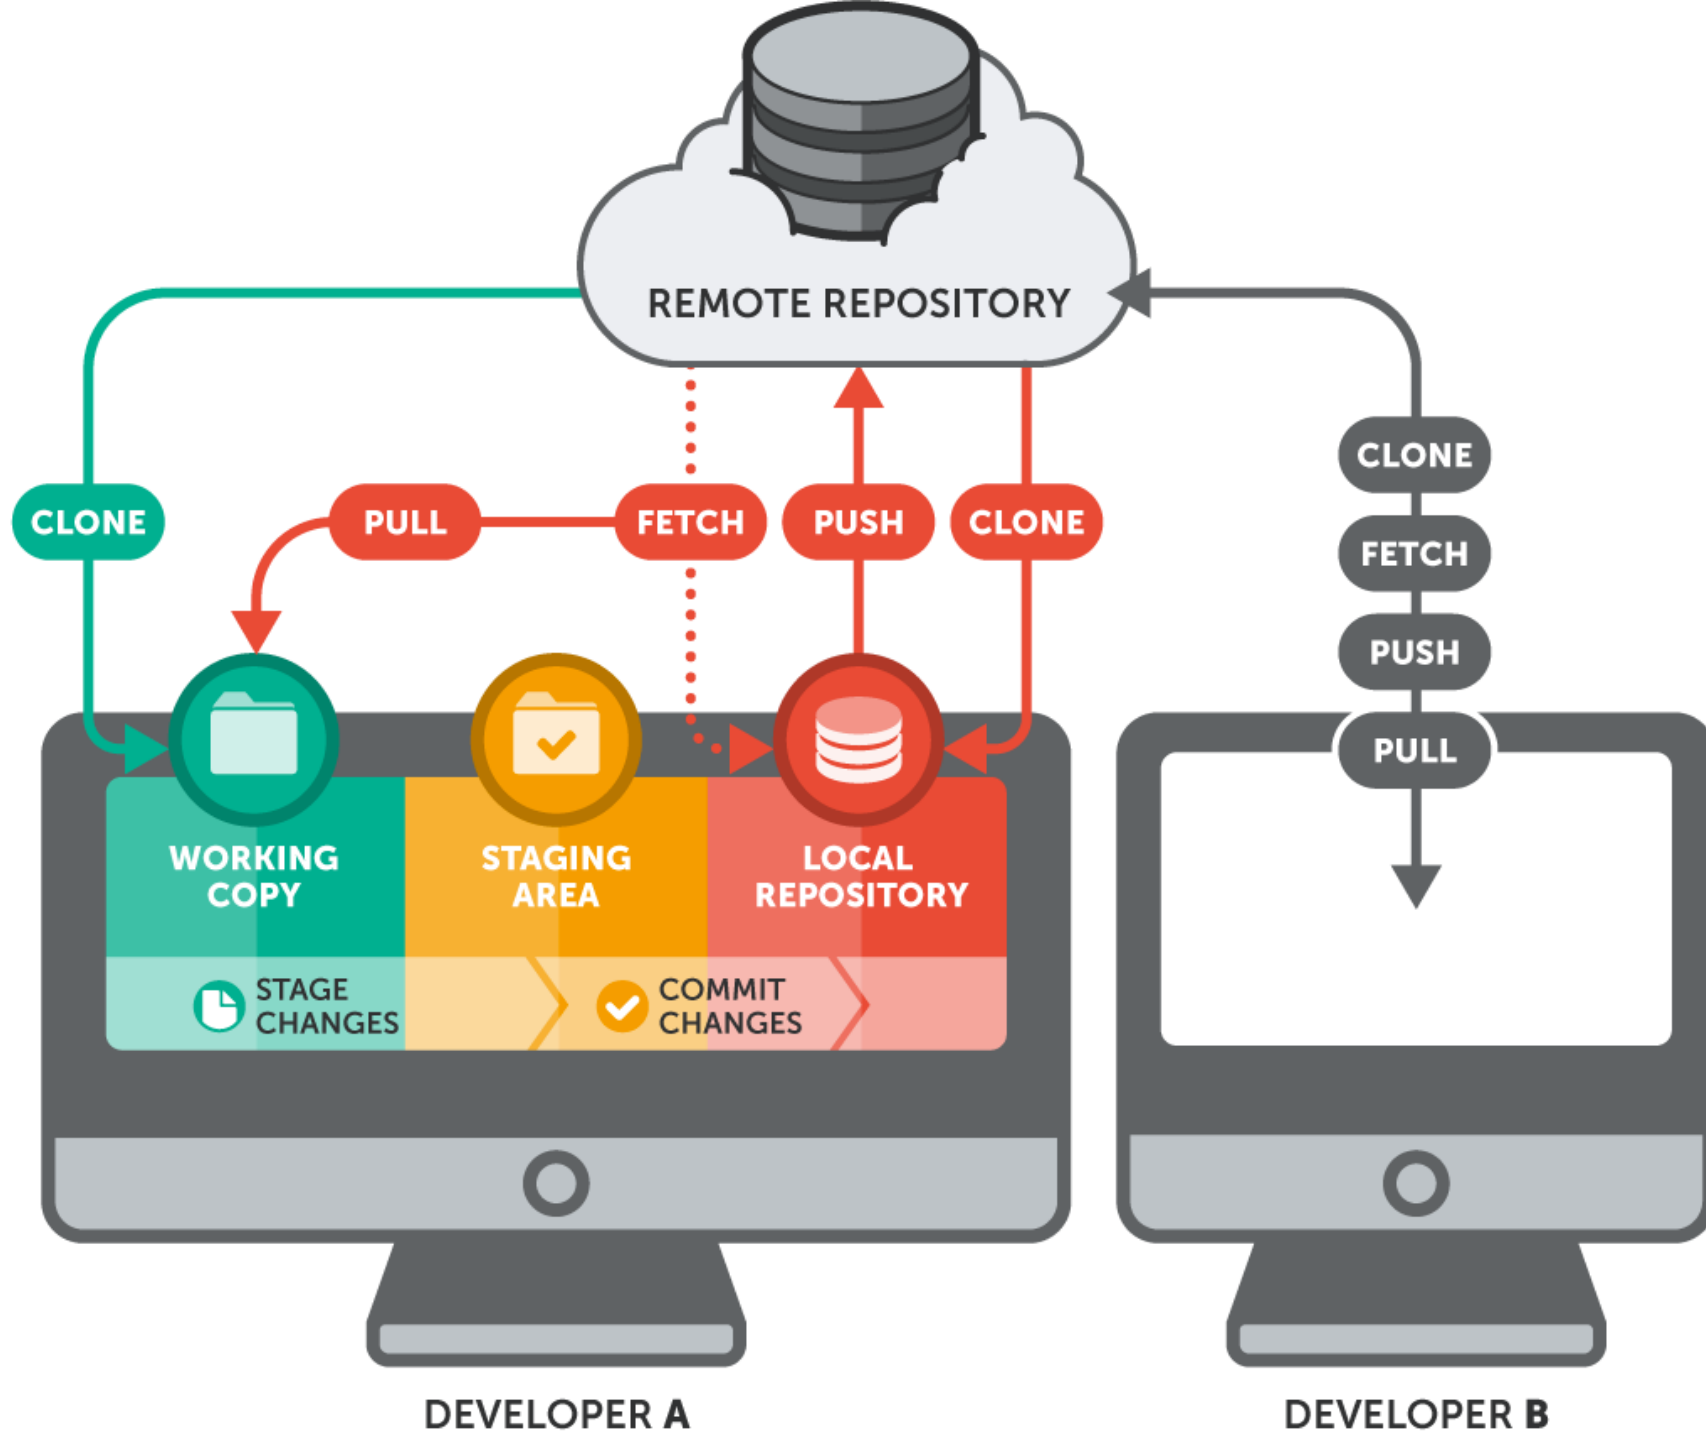 REMOTE REPOSITORY
CLONE
PULL
FETCH
PUSH
CLONE
CLONE
FETCH
PUSH
PULL
WORKING
COPY
STAGING
AREA
LOCAL
REPOSITORY
STAGE
CHANGES
COMMIT
CHANGES
DEVELOPER A
DEVELOPER B